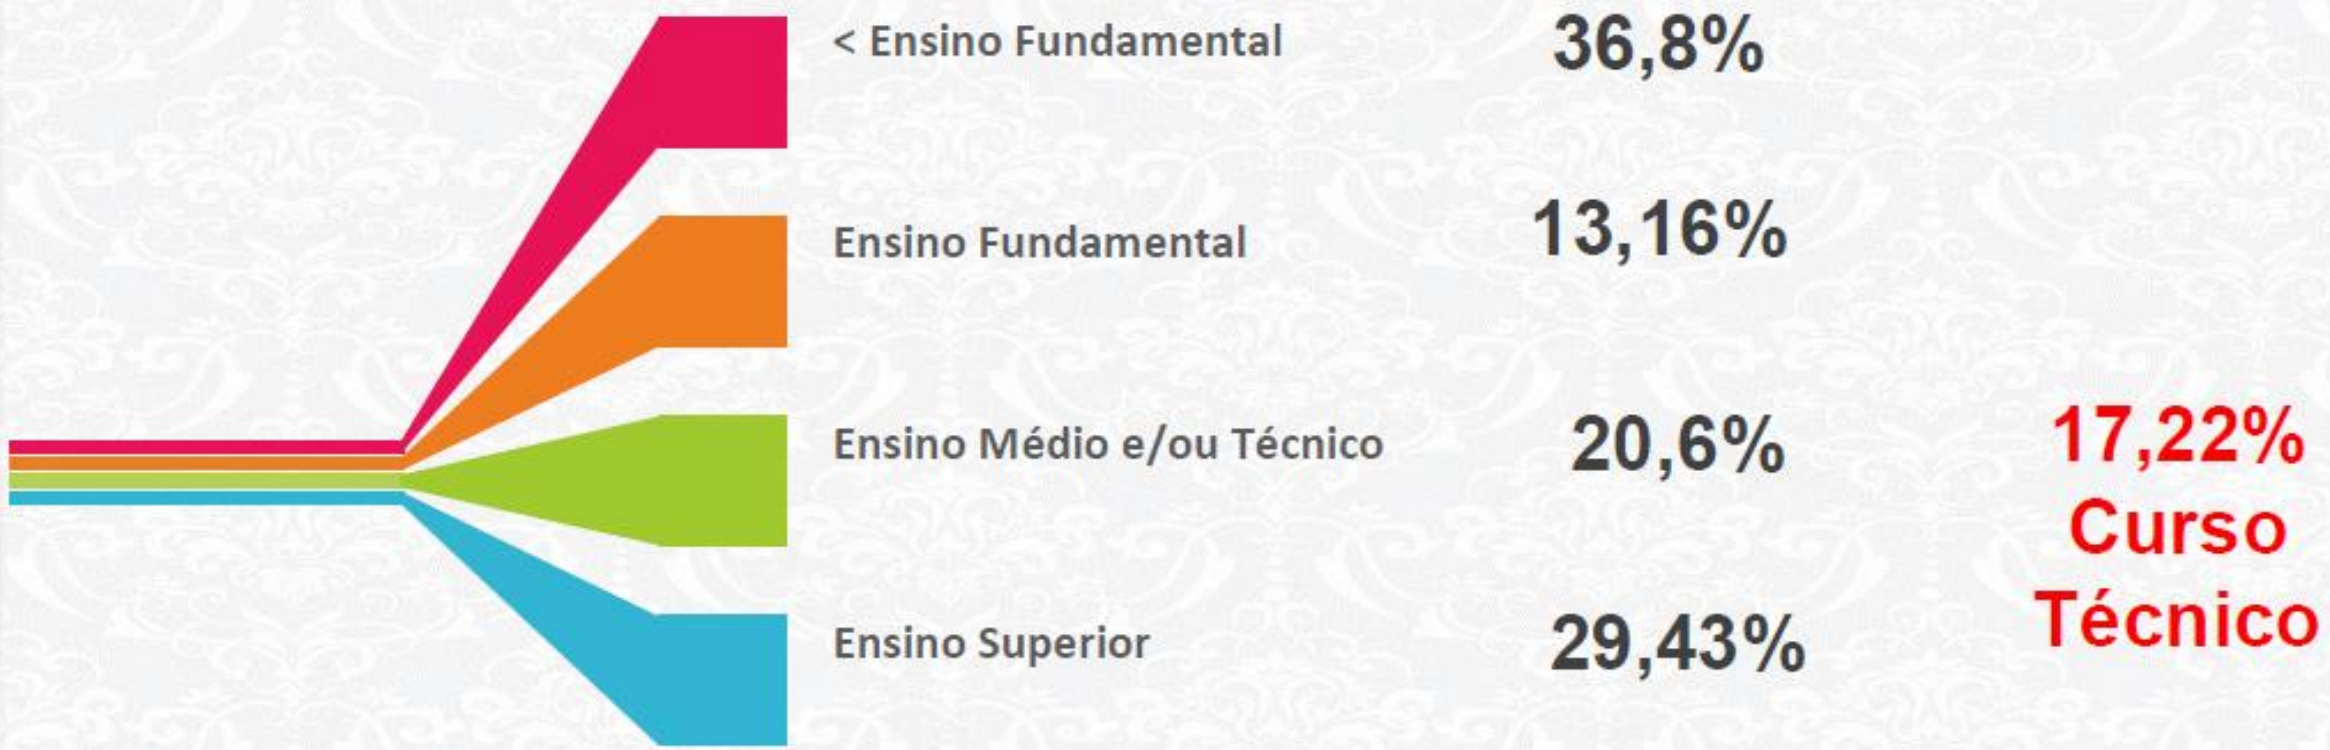 < Ensino Fundamental 36,8%
Ensino Fundamental 13,16%
Ensino Médio e/ou Técnico 20,6%
Ensino Superior 29,43%
17,22%
Curso
Técnico